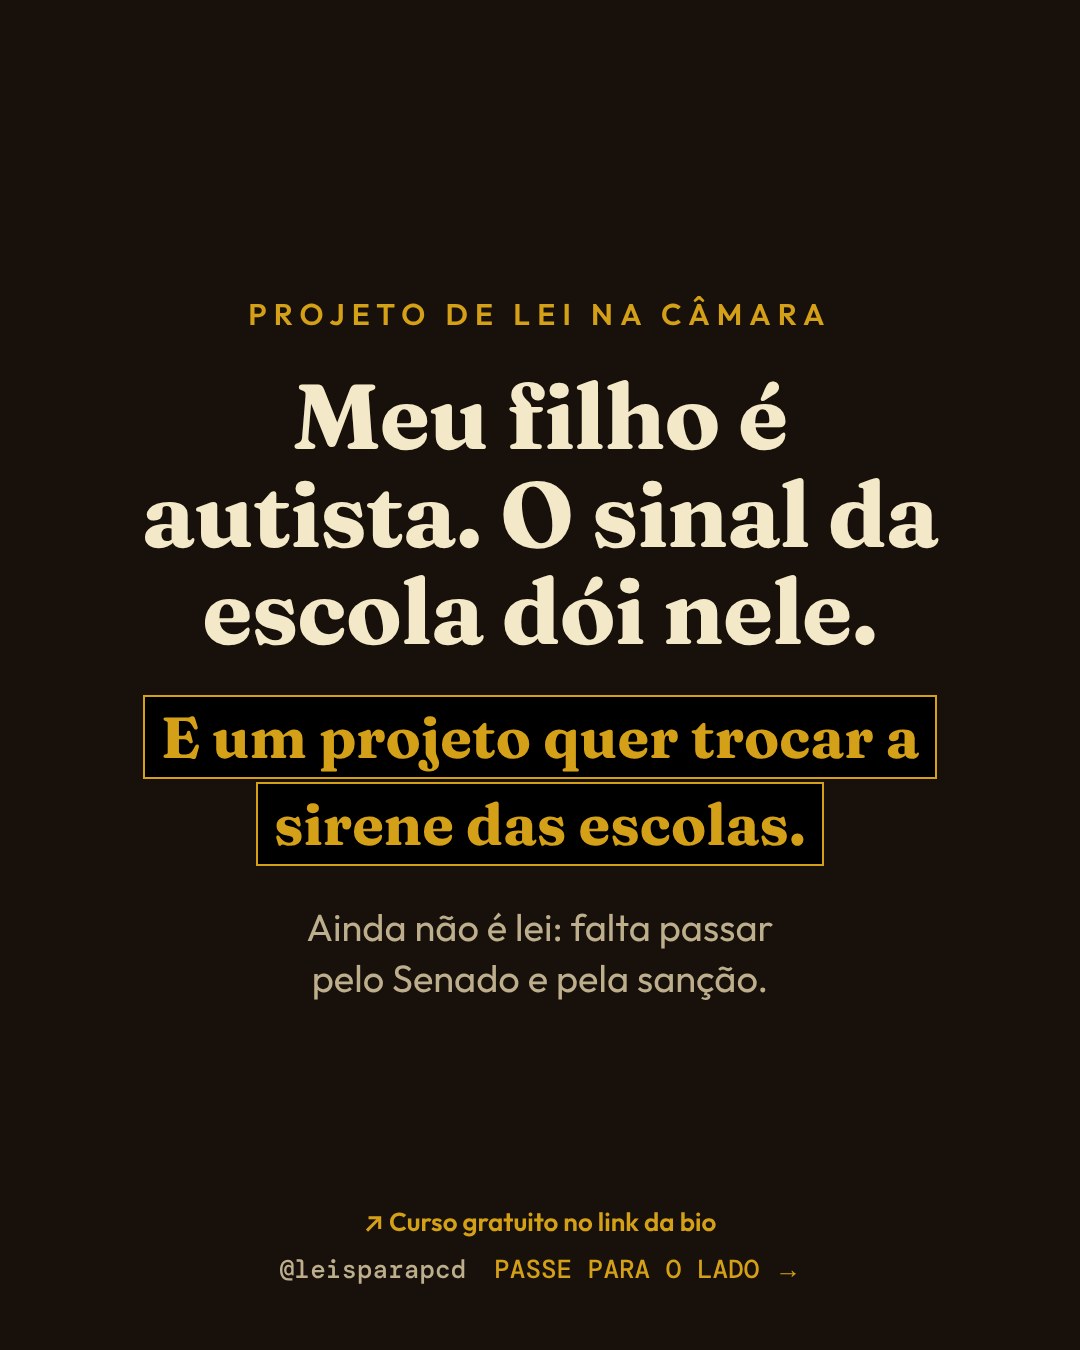 PROJETO DE LEI NA CÂMARA
Meu filho é
autista. O sinal da
escola dói nele.
E um projeto quer trocar a
sirene das escolas.
Ainda não é lei: falta passar
pelo Senado e pela sanção.
↗ Curso gratuito no link da bio
@leisparapcd PASSE PARA O LADO →